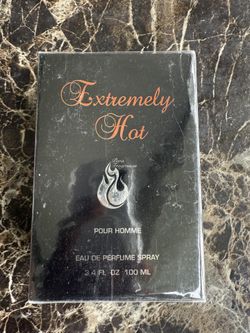 Extremely
Hot
POUR HOMME
EAU DE PERFUME SPRAY
3.4 FL OZ 100 ML